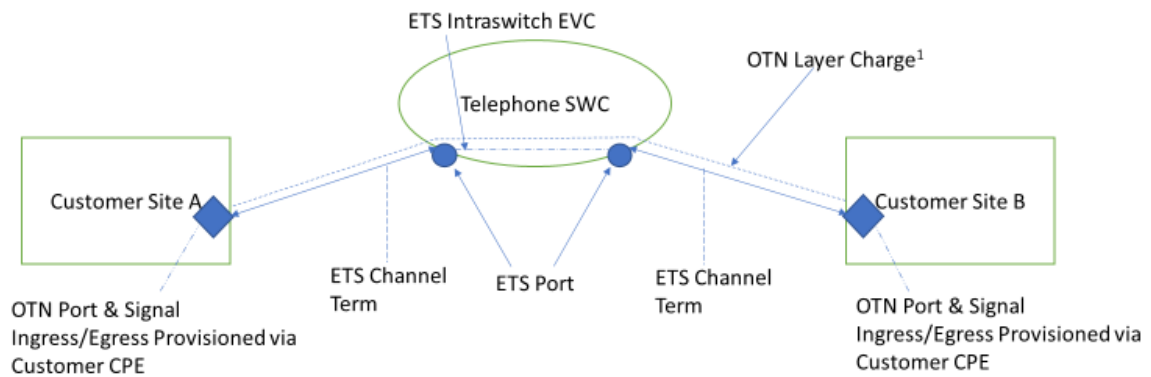 ETS Intraswitch EVC
OTN Layer Charge¹
Telephone SWC
Customer Site A
Customer Site B
ETS Channel
Term
ETS Port
ETS Channel
Term
OTN Port & Signal
Ingress/Egress Provisioned via
Customer CPE
OTN Port & Signal
Ingress/Egress Provisioned via
Customer CPE